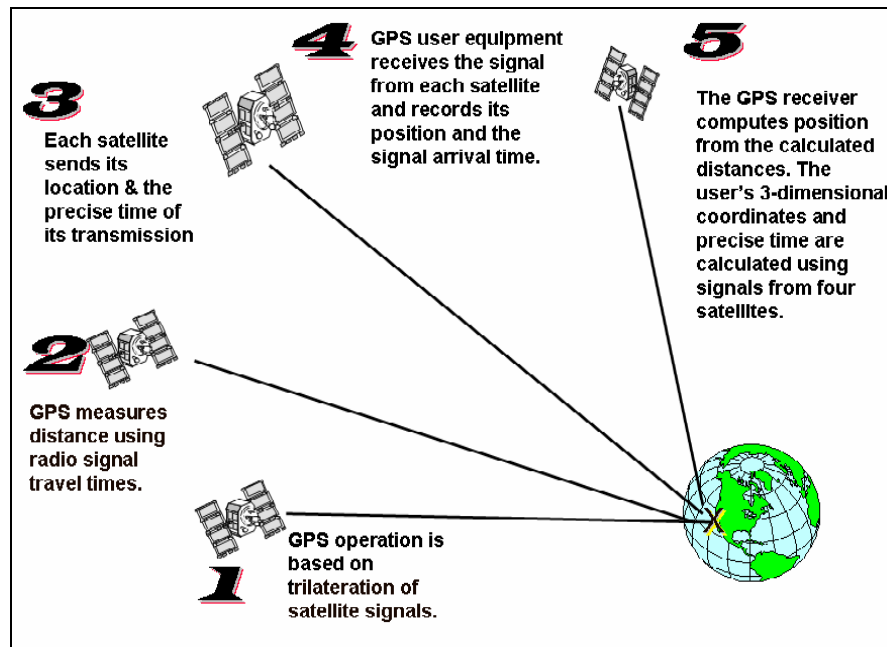 1
GPS operation is
based on
trilateration of
satellite signals.
2
GPS measures
distance using
radio signal
travel times.
3
Each satellite
sends its
location & the
precise time of
its transmission
4
GPS user equipment
receives the signal
from each satellite
and records its
position and the
signal arrival time.
5
The GPS receiver
computes position
from the calculated
distances. The
user's 3-dimensional
coordinates and
precise time are
calculated using
signals from four
satellites.
X